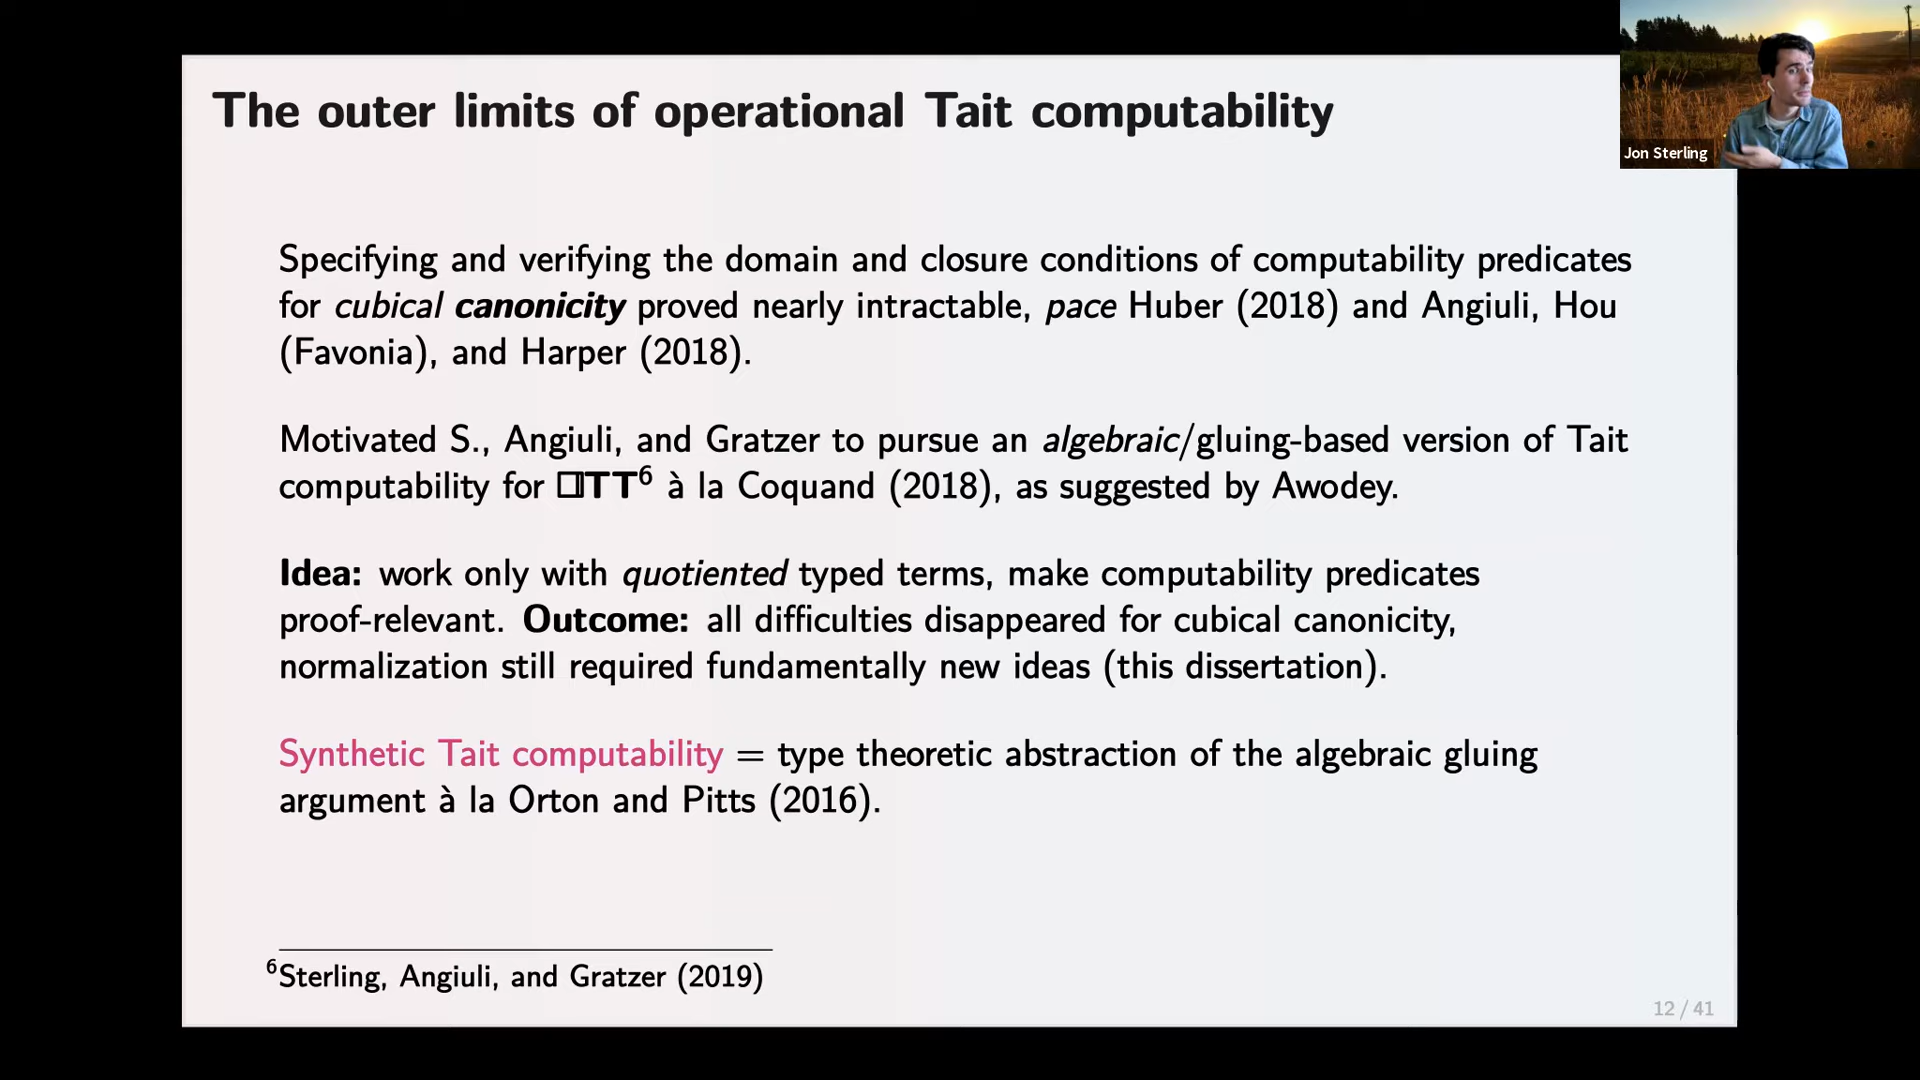 The outer limits of operational Tait computability
Jon Sterling
Specifying and verifying the domain and closure conditions of computability predicates
for cubical canonicity proved nearly intractable, pace Huber (2018) and Angiuli, Hou
(Favonia), and Harper (2018).
Motivated S., Angiuli, and Gratzer to pursue an algebraic/gluing-based version of Tait
computability for □TT⁶ à la Coquand (2018), as suggested by Awodey.
Idea: work only with quotiented typed terms, make computability predicates
proof-relevant. Outcome: all difficulties disappeared for cubical canonicity,
normalization still required fundamentally new ideas (this dissertation).
Synthetic Tait computability = type theoretic abstraction of the algebraic gluing
argument à la Orton and Pitts (2016).
⁶Sterling, Angiuli, and Gratzer (2019)
12 / 41